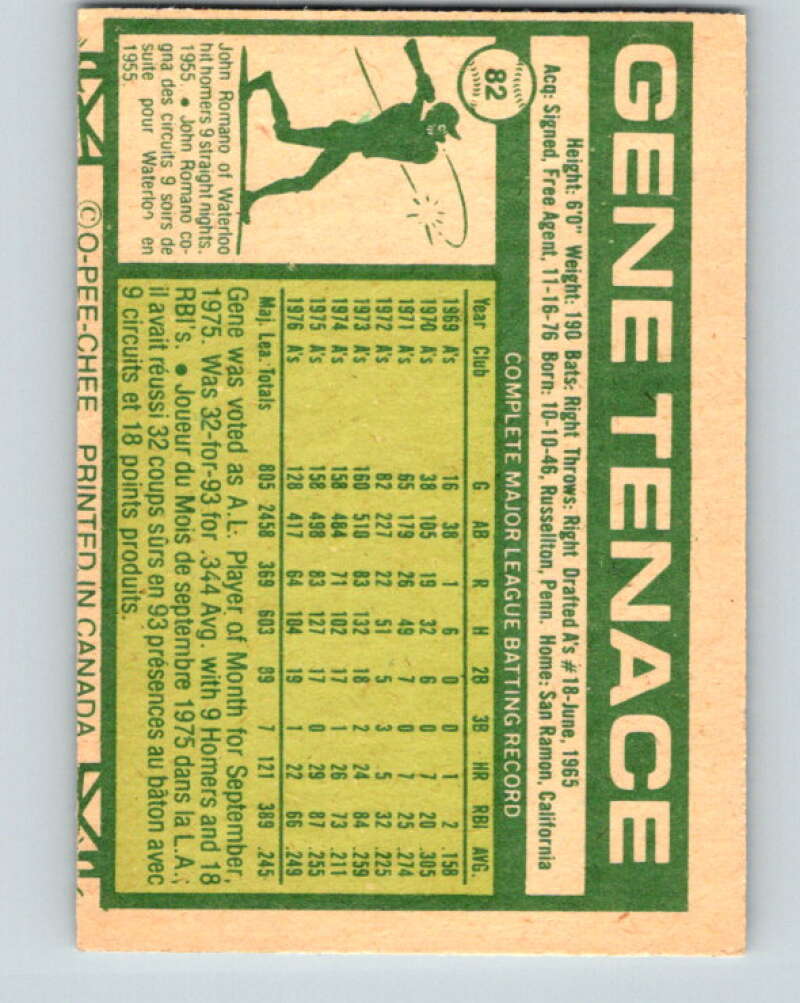 GENE TENACE
82
Height: 6'0" Weight: 190 Bats: Right Throws: Right Drafted A's #18-June, 1965
Acq: Signed, Free Agent, 11-16-76 Born: 10-10-46, Russellton, Penn. Home: San Ramon, California
John Romano of Waterloo
hit homers 9 straight nights.
1955. ● John Romano co-
gna des circuits 9 soirs de
suite pour Waterloo en
1955.
COMPLETE MAJOR LEAGUE BATTING RECORD
Year Club G AB R H 2B 3B HR RBI AVG.
1969 A's 16 38 1 6 0 0 1 2 .158
1970 A's 38 105 19 32 6 0 7 20 .305
1971 A's 65 179 26 49 7 0 7 25 .274
1972 A's 82 227 22 51 5 3 5 32 .225
1973 A's 160 510 83 132 18 2 24 84 .259
1974 A's 158 484 71 102 17 1 26 73 .211
1975 A's 158 498 83 127 17 0 29 87 .255
1976 A's 128 417 64 104 19 1 22 66 .249
Maj. Lea. Totals 805 2458 369 603 89 7 121 389 .245
Gene was voted as A.L. Player of Month for September,
1975. Was 32-for-93 for .344 Avg. with 9 Homers and 18
RBI's. ● Joueur du Mois de septembre 1975 dans la L.A.;
il avait réussi 32 coups sûrs en 93 présences au bâton avec
9 circuits et 18 points produits.
©O-PEE-CHEE PRINTED IN CANADA